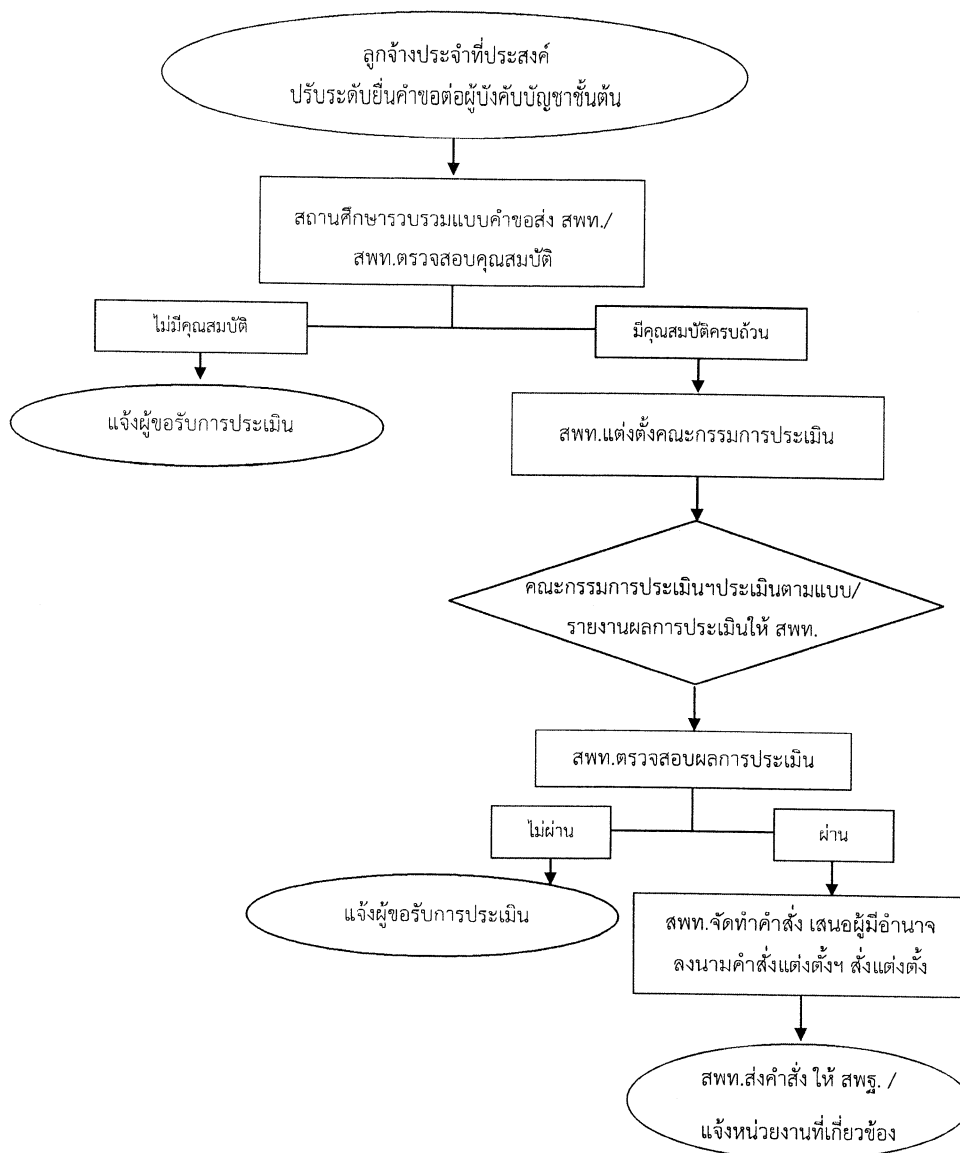 ลูกจ้างประจำที่ประสงค์
ปรับระดับยื่นคำขอต่อผู้บังคับบัญชาชั้นต้น
สถานศึกษารวบรวมแบบคำขอส่ง สพท./
สพท.ตรวจสอบคุณสมบัติ
ไม่มีคุณสมบัติ
มีคุณสมบัติครบถ้วน
แจ้งผู้ขอรับการประเมิน
สพท.แต่งตั้งคณะกรรมการประเมิน
คณะกรรมการประเมินฯประเมินตามแบบ/
รายงานผลการประเมินให้ สพท.
สพท.ตรวจสอบผลการประเมิน
ไม่ผ่าน
ผ่าน
แจ้งผู้ขอรับการประเมิน
สพท.จัดทำคำสั่ง เสนอผู้มีอำนาจ
ลงนามคำสั่งแต่งตั้งฯ สั่งแต่งตั้ง
สพท.ส่งคำสั่ง ให้ สพฐ. /
แจ้งหน่วยงานที่เกี่ยวข้อง